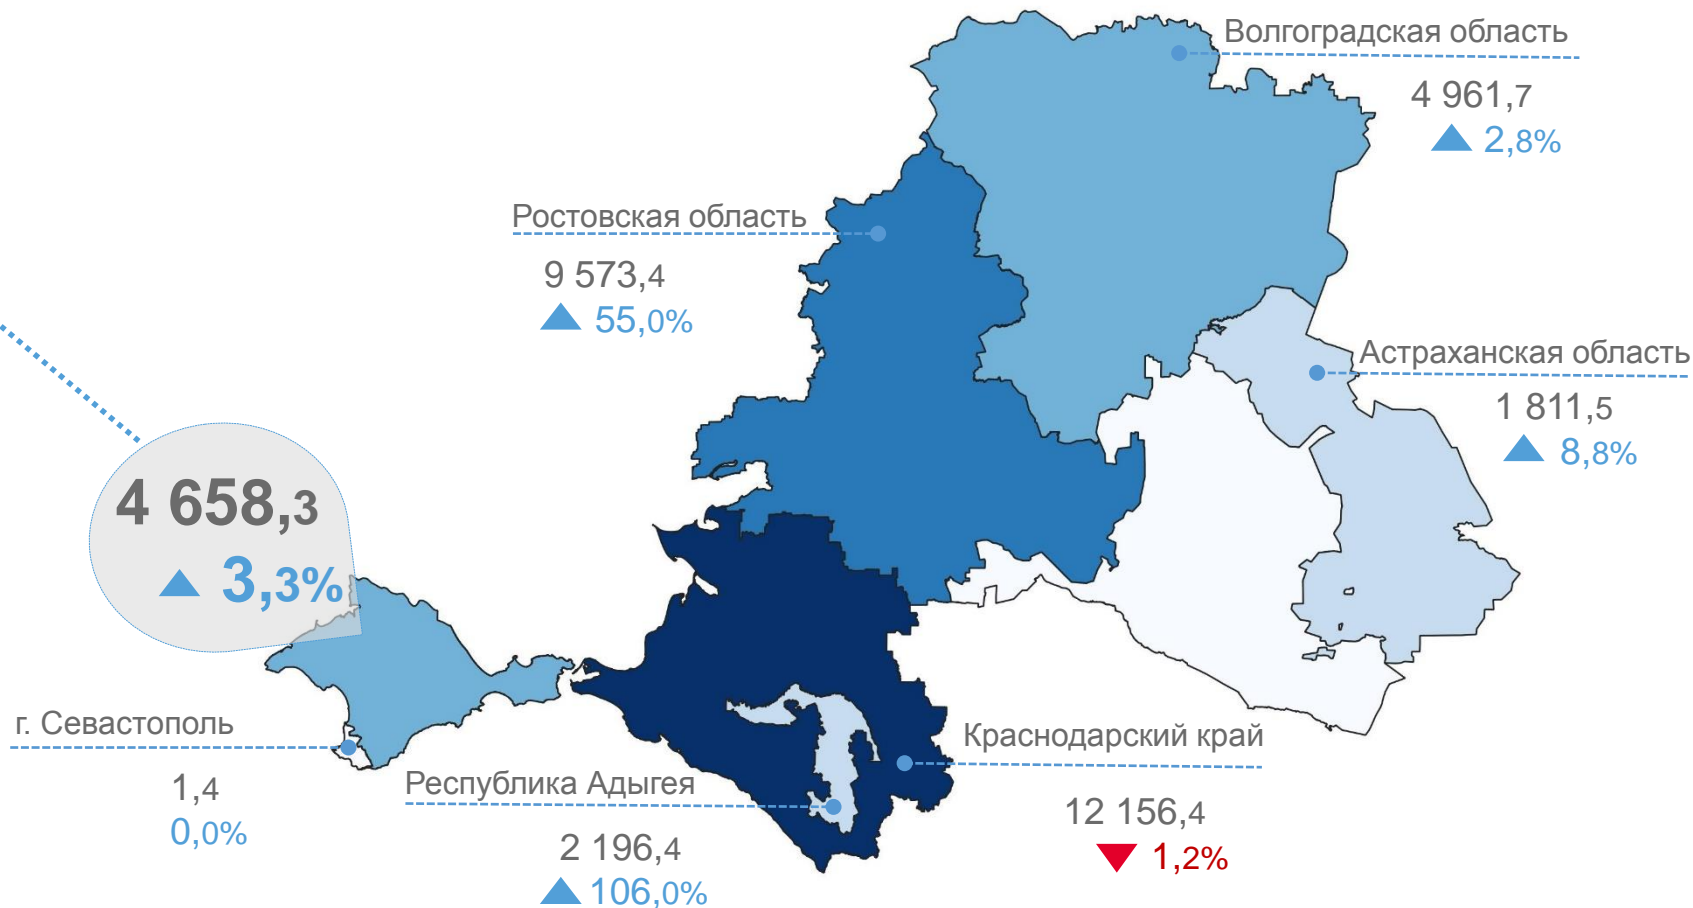 Волгоградская область
4 961,7
▲ 2,8%
Ростовская область
9 573,4
▲ 55,0%
Астраханская область
1 811,5
▲ 8,8%
4 658,3
▲ 3,3%
г. Севастополь
1,4
0,0%
Республика Адыгея
2 196,4
▲ 106,0%
Краснодарский край
12 156,4
▼ 1,2%